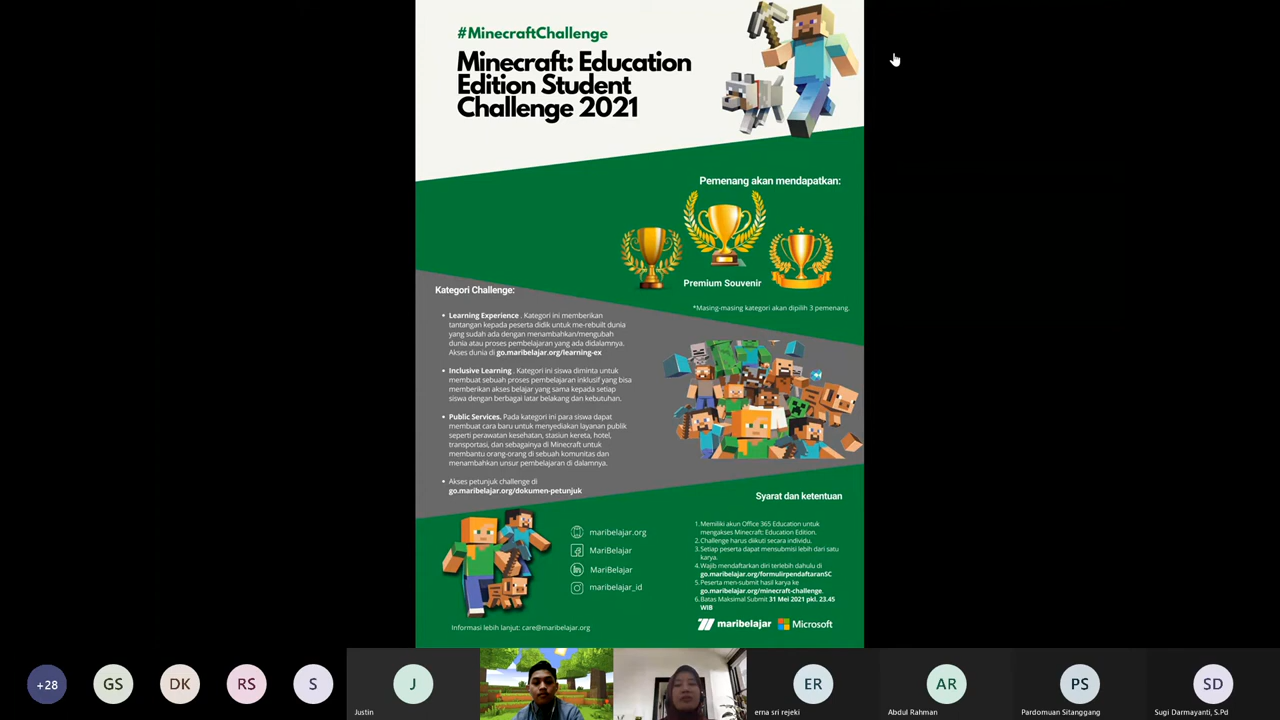 #MinecraftChallenge
Minecraft: Education
Edition Student
Challenge 2021
Pemenang akan mendapatkan:
Premium Souvenir
*Masing-masing kategori akan dipilih 3 pemenang.
Kategori Challenge:
• Learning Experience . Kategori ini memberikan
tantangan kepada peserta didik untuk me-rebuilt dunia
yang sudah ada dengan menambahkan/mengubah
dunia atau proses pembelajaran yang ada didalamnya.
Akses dunia di go.maribelajar.org/learning-ex
• Inclusive Learning . Kategori ini siswa diminta untuk
membuat sebuah proses pembelajaran inklusif yang bisa
memberikan akses belajar yang sama kepada setiap
siswa dengan berbagai latar belakang dan kebutuhan.
• Public Services. Pada kategori ini para siswa dapat
membuat cara baru untuk menyediakan layanan publik
seperti perawatan kesehatan, stasiun kereta, hotel,
transportasi, dan sebagainya di Minecraft untuk
membantu orang-orang di sebuah komunitas dan
menambahkan unsur pembelajaran di dalamnya.
• Akses petunjuk challenge di
go.maribelajar.org/dokumen-petunjuk
maribelajar.org
MariBelajar
MariBelajar
maribelajar_id
Informasi lebih lanjut: care@maribelajar.org
Syarat dan ketentuan
1. Memiliki akun Office 365 Education untuk
mengakses Minecraft: Education Edition.
2. Challenge harus diikuti secara individu.
3. Setiap peserta dapat mensubmisi lebih dari satu
karya.
4. Wajib mendaftarkan diri terlebih dahulu di
go.maribelajar.org/formulirpendaftaranSC
5. Peserta men-submit hasil karya ke
go.maribelajar.org/minecraft-challenge.
6. Batas Maksimal Submit 31 Mei 2021 pkl. 23.45
WIB
maribelajar Microsoft
+28 GS DK RS S J ER AR PS SD
Justin erna sri rejeki Abdul Rahman Pardomuan Sitanggang Sugi Darmayanti, S.Pd